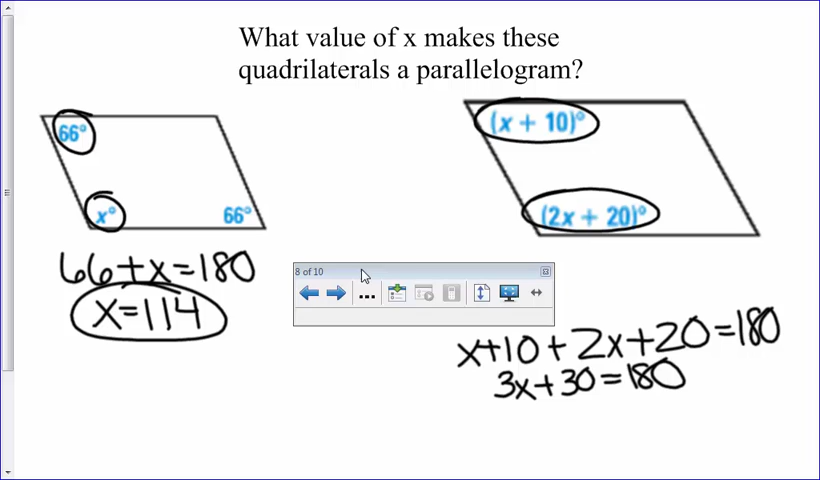 What value of x makes these
quadrilaterals a parallelogram?
66°
x°
66°
66+x=180
x=114
(x + 10)°
(2x + 20)°
x+10+2x+20=180
3x+30=180
8 of 10